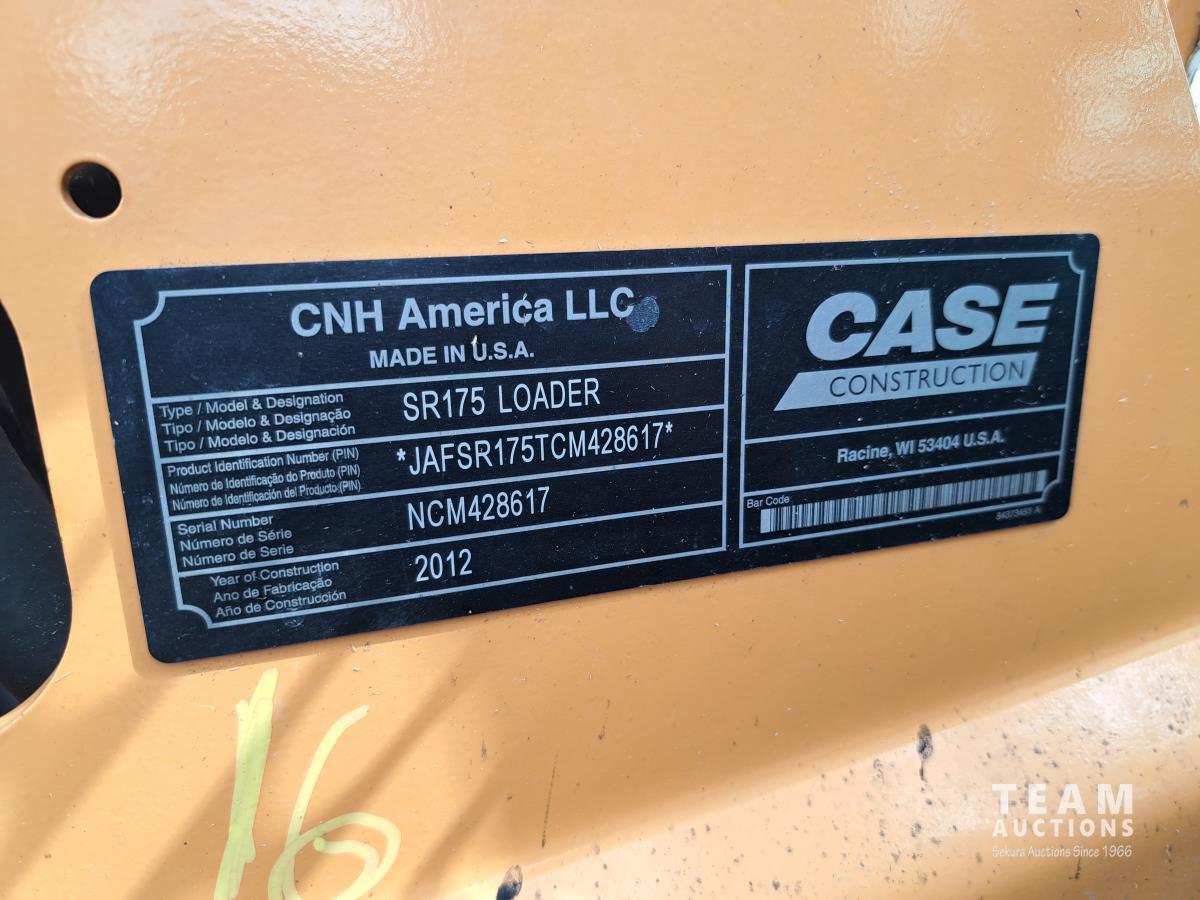 CNH America LLC
MADE IN U.S.A.
Type / Model & Designation
Tipo / Modelo & Designação
Tipo / Modelo & Designación
SR175 LOADER
Product Identification Number (PIN)
Número de Identificação do Produto (PIN)
Número de Identificación del Producto (PIN)
*JAFSR175TCM428617*
Serial Number
Número de Série
Número de Serie
NCM428617
Year of Construction
Ano de Fabricação
Año de Construcción
2012
CASE
CONSTRUCTION
Racine, WI 53404 U.S.A.
Bar Code
84373451 A
16
TEAM
AUCTIONS
Sekura Auctions Since 1966